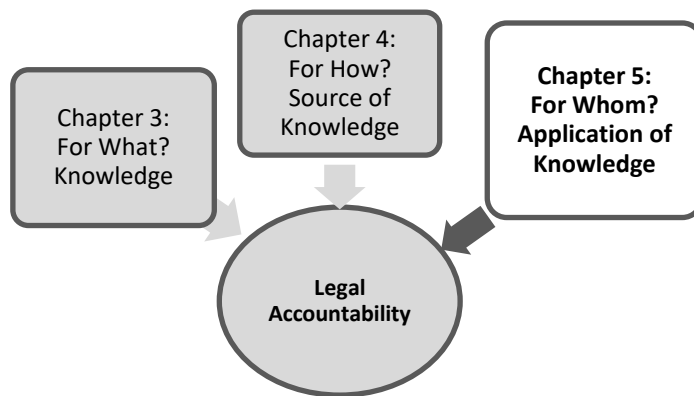 Chapter 3:
For What?
Knowledge
Chapter 4:
For How?
Source of
Knowledge
Chapter 5:
For Whom?
Application of
Knowledge
Legal
Accountability